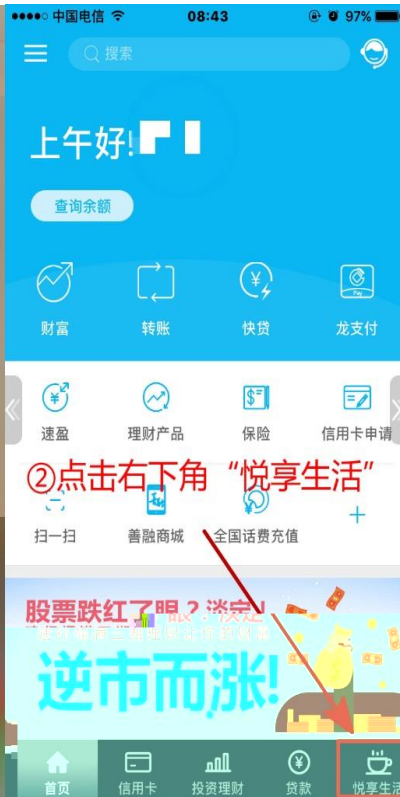 中国电信 08:43 97%
搜索
上午好!
查询余额
财富 转账 快贷 龙支付
Pay
速盈 理财产品 保险 信用卡申请
②点击右下角“悦享生活”
扫一扫 善融商城 全国话费充值
股票跌红了眼?淡定!
逆市而涨!
首页 信用卡 投资理财 贷款 悦享生活